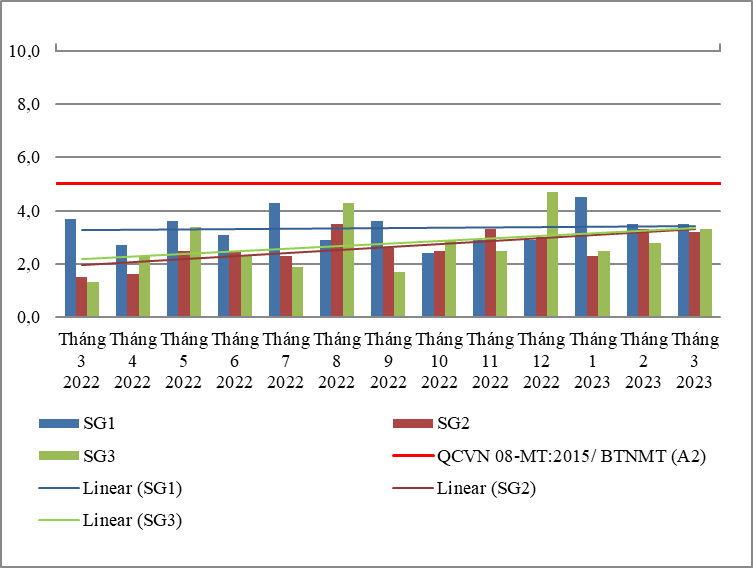 10,0
8,0
6,0
4,0
2,0
0,0
Tháng Tháng Tháng Tháng Tháng Tháng Tháng Tháng Tháng Tháng Tháng Tháng Tháng
3 4 5 6 7 8 9 10 11 12 1 2 3
2022 2022 2022 2022 2022 2022 2022 2022 2022 2022 2023 2023 2023
SG1 SG2
SG3 QCVN 08-MT:2015/ BTNMT (A2)
Linear (SG1) Linear (SG2)
Linear (SG3)